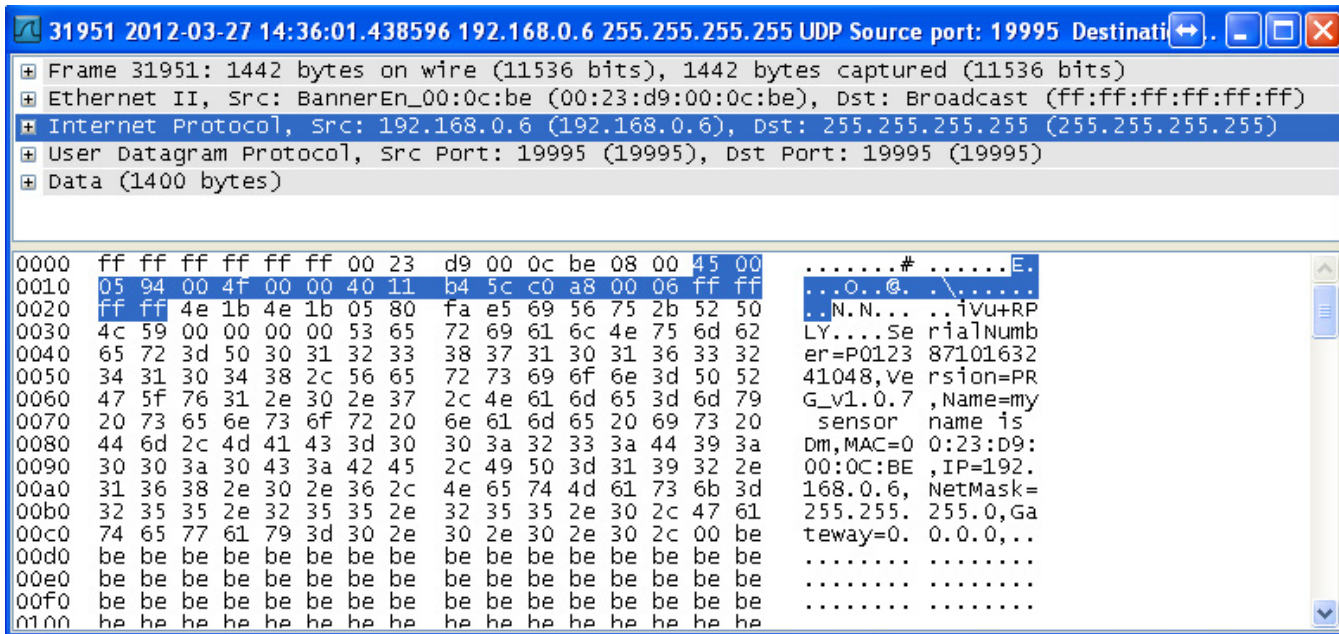 31951 2012-03-27 14:36:01.438596 192.168.0.6 255.255.255.255 UDP Source port: 19995 Destinati
Frame 31951: 1442 bytes on wire (11536 bits), 1442 bytes captured (11536 bits)
Ethernet II, Src: BannerEn_00:0c:be (00:23:d9:00:0c:be), Dst: Broadcast (ff:ff:ff:ff:ff:ff)
Internet Protocol, Src: 192.168.0.6 (192.168.0.6), Dst: 255.255.255.255 (255.255.255.255)
User Datagram Protocol, Src Port: 19995 (19995), Dst Port: 19995 (19995)
Data (1400 bytes)
0000 ff ff ff ff ff ff 00 23 d9 00 0c be 08 00 45 00 .......# ......E.
0010 05 94 00 4f 00 00 40 11 b4 5c c0 a8 00 06 ff ff ...O..@. .\......
0020 ff ff 4e 1b 4e 1b 05 80 fa e5 69 56 75 2b 52 50 ..N.N... ..iVu+RP
0030 4c 59 00 00 00 00 53 65 72 69 61 6c 4e 75 6d 62 LY....Se rialNumb
0040 65 72 3d 50 30 31 32 33 38 37 31 30 31 36 33 32 er=P0123 87101632
0050 34 31 30 34 38 2c 56 65 72 73 69 6f 6e 3d 50 52 41048,Ve rsion=PR
0060 47 5f 76 31 2e 30 2e 37 2c 4e 61 6d 65 3d 6d 79 G_v1.0.7 ,Name=my
0070 20 73 65 6e 73 6f 72 20 6e 61 6d 65 20 69 73 20 sensor name is
0080 44 6d 2c 4d 41 43 3d 30 30 3a 32 33 3a 44 39 3a Dm,MAC=0 0:23:D9:
0090 30 30 3a 30 43 3a 42 45 2c 49 50 3d 31 39 32 2e 00:0C:BE ,IP=192.
00a0 31 36 38 2e 30 2e 36 2c 4e 65 74 4d 61 73 6b 3d 168.0.6, NetMask=
00b0 32 35 35 2e 32 35 35 2e 32 35 35 2e 30 2c 47 61 255.255. 255.0,Ga
00c0 74 65 77 61 79 3d 30 2e 30 2e 30 2e 30 2c 00 be teway=0. 0.0.0,..
00d0 be be be be be be be be be be be be be be be be ........ ........
00e0 be be be be be be be be be be be be be be be be ........ ........
00f0 be be be be be be be be be be be be be be be be ........ ........
0100 be be be be be be be be be be be be be be be be